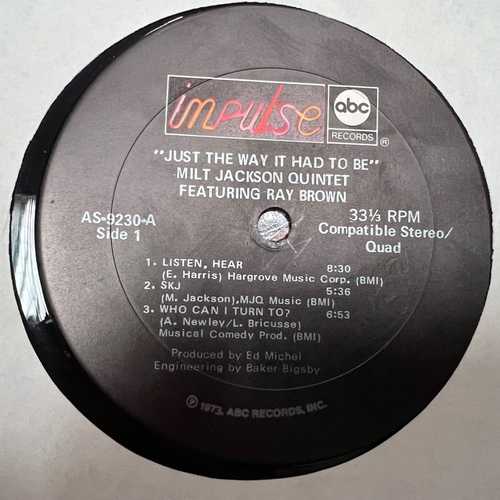 impulse
abc
RECORDS
®
"JUST THE WAY IT HAD TO BE"
MILT JACKSON QUINTET
FEATURING RAY BROWN
AS-9230-A
Side 1
33⅓ RPM
Compatible Stereo/
Quad
1. LISTEN, HEAR 8:30
(E. Harris) Hargrove Music Corp. (BMI)
2. SKJ 5:36
(M. Jackson),MJQ Music (BMI)
3. WHO CAN I TURN TO? 6:53
(A. Newley/L. Bricusse)
Musical Comedy Prod. (BMI)
Produced by Ed Michel
Engineering by Baker Bigsby
℗ 1973, ABC RECORDS, INC.